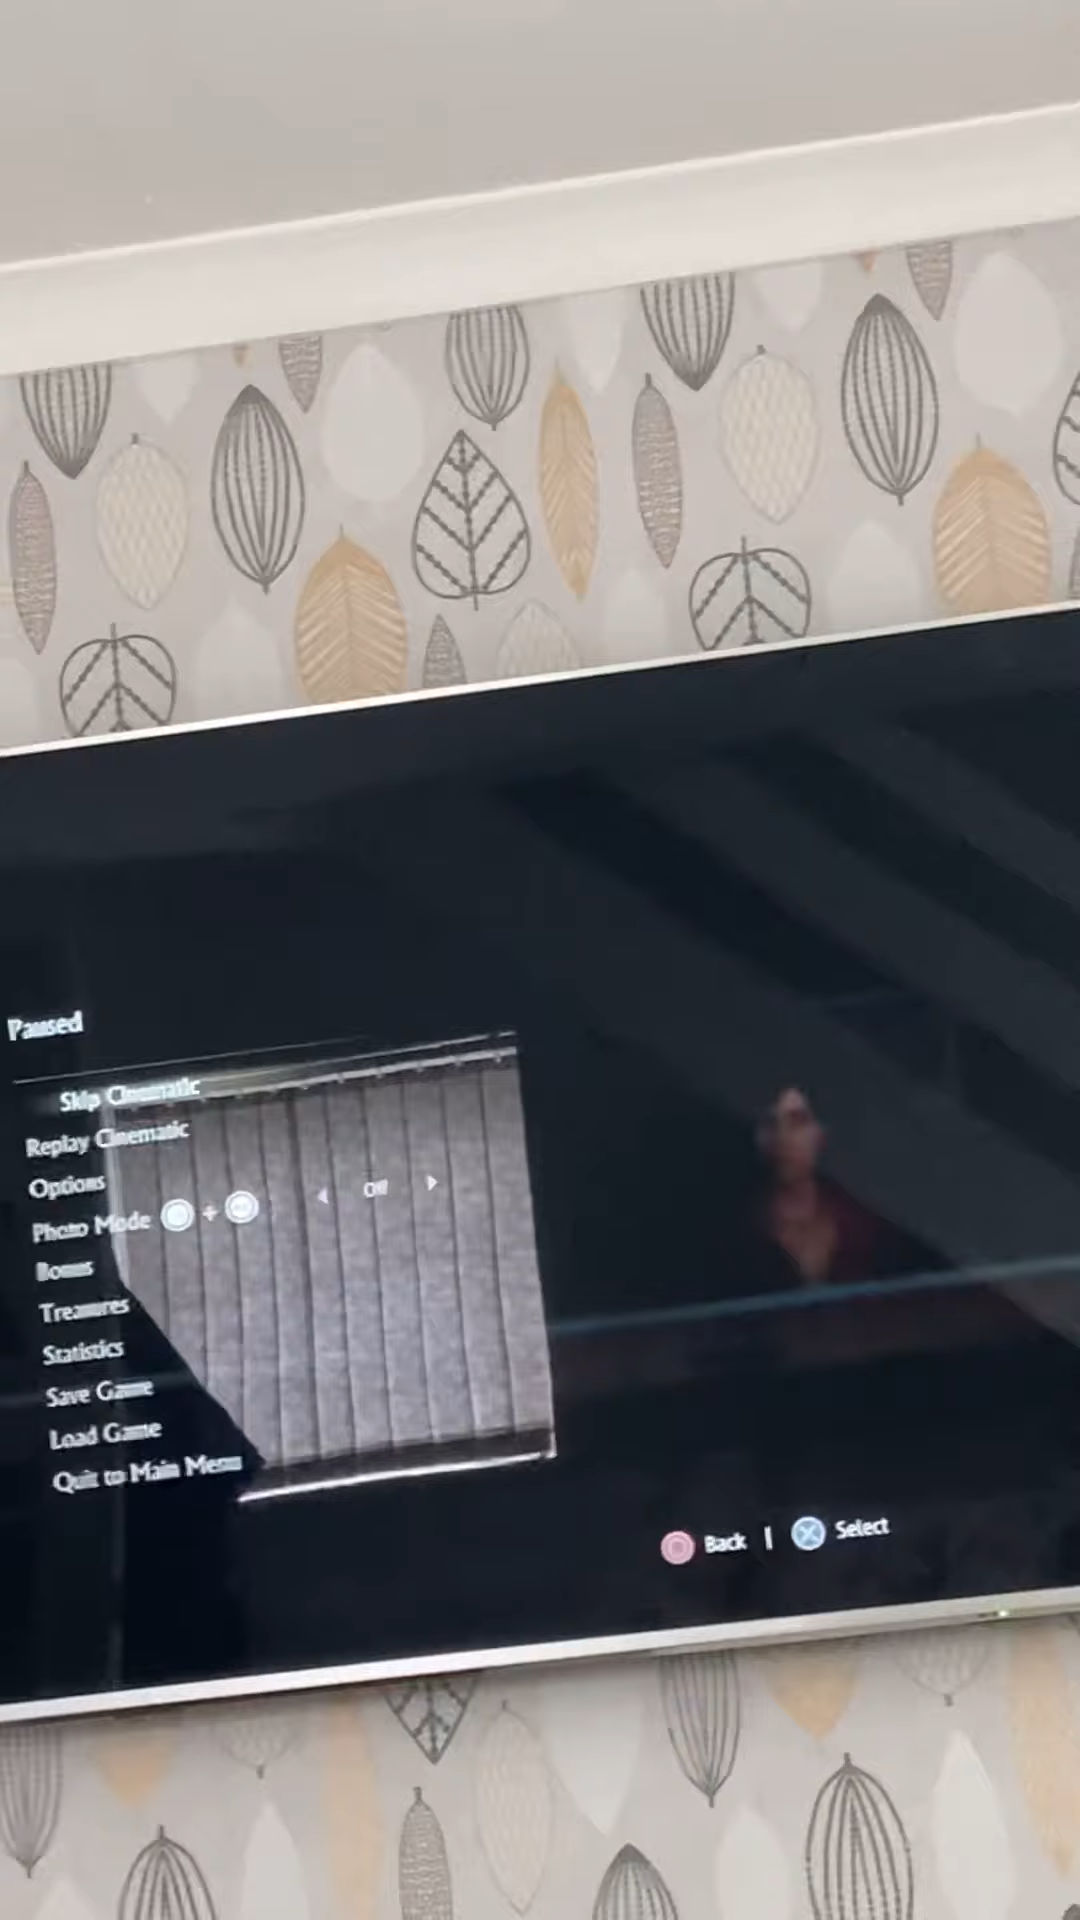 Paused
Skip Cinematic
Replay Cinematic
Options
Photo Mode + Off
Bonus
Treasures
Statistics
Save Game
Load Game
Quit to Main Menu
Back | Select